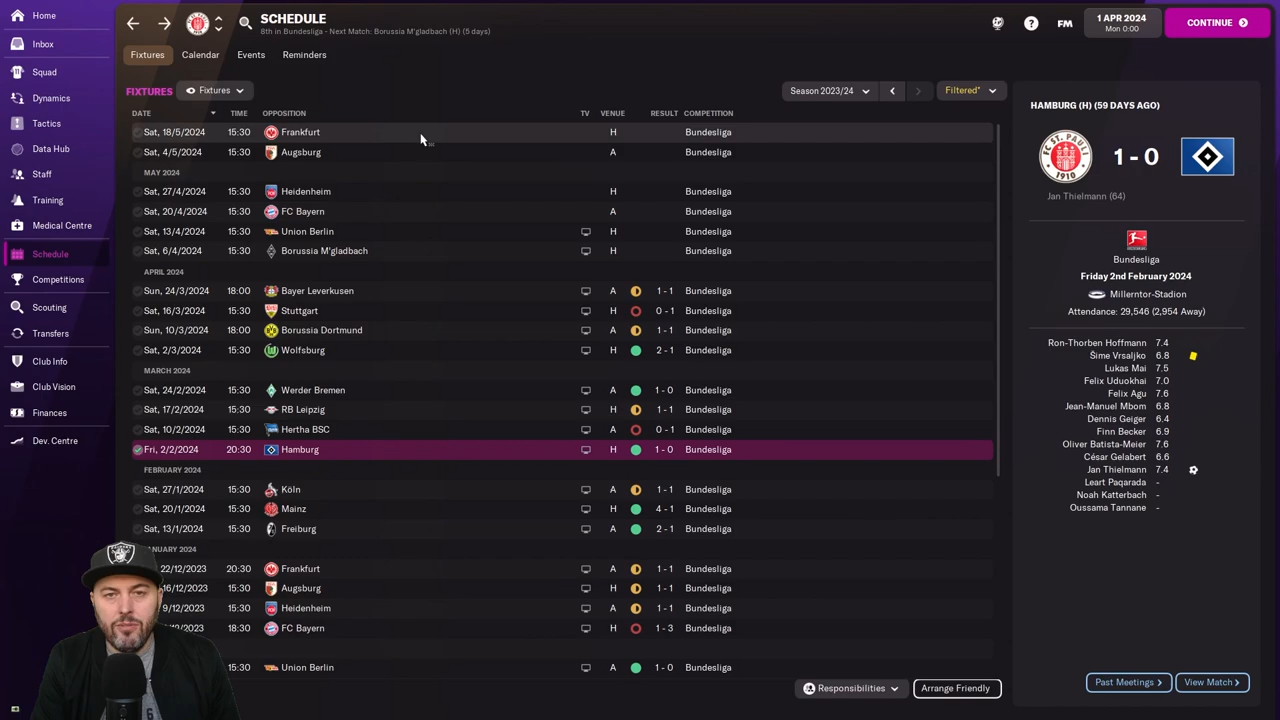 Home
Inbox
Squad
Dynamics
Tactics
Data Hub
Staff
Training
Medical Centre
Schedule
Competitions
Scouting
Transfers
Club Info
Club Vision
Finances
Dev. Centre
SCHEDULE
8th in Bundesliga - Next Match: Borussia M'gladbach (H) (5 days)
FM
1 APR 2024
Mon 0:00
CONTINUE
Fixtures Calendar Events Reminders
FIXTURES Fixtures Season 2023/24 Filtered*
DATE TIME OPPOSITION TV VENUE RESULT COMPETITION
Sat, 18/5/2024 15:30 Frankfurt H Bundesliga
Sat, 4/5/2024 15:30 Augsburg A Bundesliga
MAY 2024
Sat, 27/4/2024 15:30 Heidenheim H Bundesliga
Sat, 20/4/2024 15:30 FC Bayern A Bundesliga
Sat, 13/4/2024 15:30 Union Berlin H Bundesliga
Sat, 6/4/2024 15:30 Borussia M'gladbach H Bundesliga
APRIL 2024
Sun, 24/3/2024 18:00 Bayer Leverkusen A 1 - 1 Bundesliga
Sat, 16/3/2024 15:30 Stuttgart H 0 - 1 Bundesliga
Sun, 10/3/2024 18:00 Borussia Dortmund A 1 - 1 Bundesliga
Sat, 2/3/2024 15:30 Wolfsburg H 2 - 1 Bundesliga
MARCH 2024
Sat, 24/2/2024 15:30 Werder Bremen A 1 - 0 Bundesliga
Sat, 17/2/2024 15:30 RB Leipzig H 1 - 1 Bundesliga
Sat, 10/2/2024 15:30 Hertha BSC A 0 - 1 Bundesliga
Fri, 2/2/2024 20:30 Hamburg H 1 - 0 Bundesliga
FEBRUARY 2024
Sat, 27/1/2024 15:30 Köln A 1 - 1 Bundesliga
Sat, 20/1/2024 15:30 Mainz H 4 - 1 Bundesliga
Sat, 13/1/2024 15:30 Freiburg A 2 - 1 Bundesliga
2024
22/12/2023 20:30 Frankfurt A 1 - 1 Bundesliga
15:30 Augsburg H 1 - 1 Bundesliga
15:30 Heidenheim A 1 - 1 Bundesliga
18:30 FC Bayern H 1 - 3 Bundesliga
15:30 Union Berlin A 1 - 0 Bundesliga
Responsibilities Arrange Friendly
HAMBURG (H) (59 DAYS AGO)
FC ST. PAULI
1910
1 - 0
Jan Thielmann (64)
Bundesliga
Friday 2nd February 2024
Millerntor-Stadion
Attendance: 29,546 (2,954 Away)
Ron-Thorben Hoffmann 7.4
Šime Vrsaljko 6.8
Lukas Mai 7.5
Felix Uduokhai 7.0
Felix Agu 7.6
Jean-Manuel Mbom 6.8
Dennis Geiger 6.4
Finn Becker 6.9
Oliver Batista-Meier 7.6
César Gelabert 6.6
Jan Thielmann 7.4
Leart Paqarada -
Noah Katterbach -
Oussama Tannane -
Past Meetings View Match